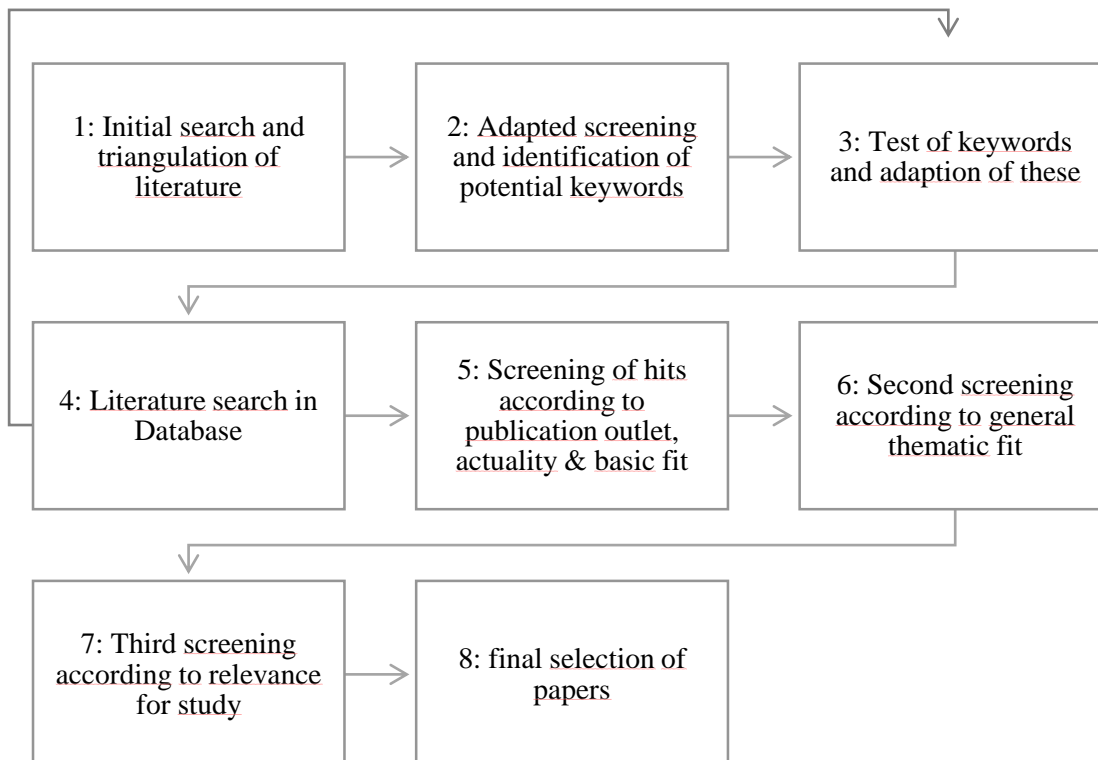 1: Initial search and
triangulation of
literature
2: Adapted screening
and identification of
potential keywords
3: Test of keywords
and adaption of these
4: Literature search in
Database
5: Screening of hits
according to
publication outlet,
actuality & basic fit
6: Second screening
according to general
thematic fit
7: Third screening
according to relevance
for study
8: final selection of
papers